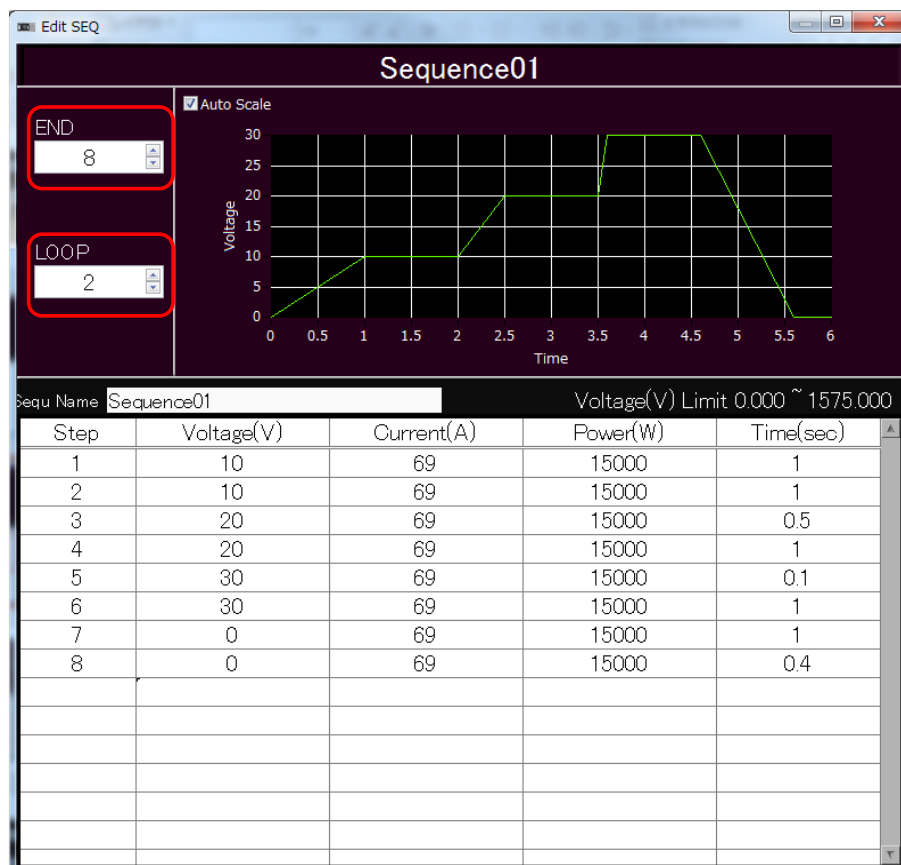 Edit SEQ
Sequence01
END
8
LOOP
2
Auto Scale
30
25
20
15
10
5
0
Voltage
0 0.5 1 1.5 2 2.5 3 3.5 4 4.5 5 5.5 6
Time
Sequ Name Sequence01 Voltage(V) Limit 0.000 ~ 1575.000
Step Voltage(V) Current(A) Power(W) Time(sec)
1 10 69 15000 1
2 10 69 15000 1
3 20 69 15000 0.5
4 20 69 15000 1
5 30 69 15000 0.1
6 30 69 15000 1
7 0 69 15000 1
8 0 69 15000 0.4